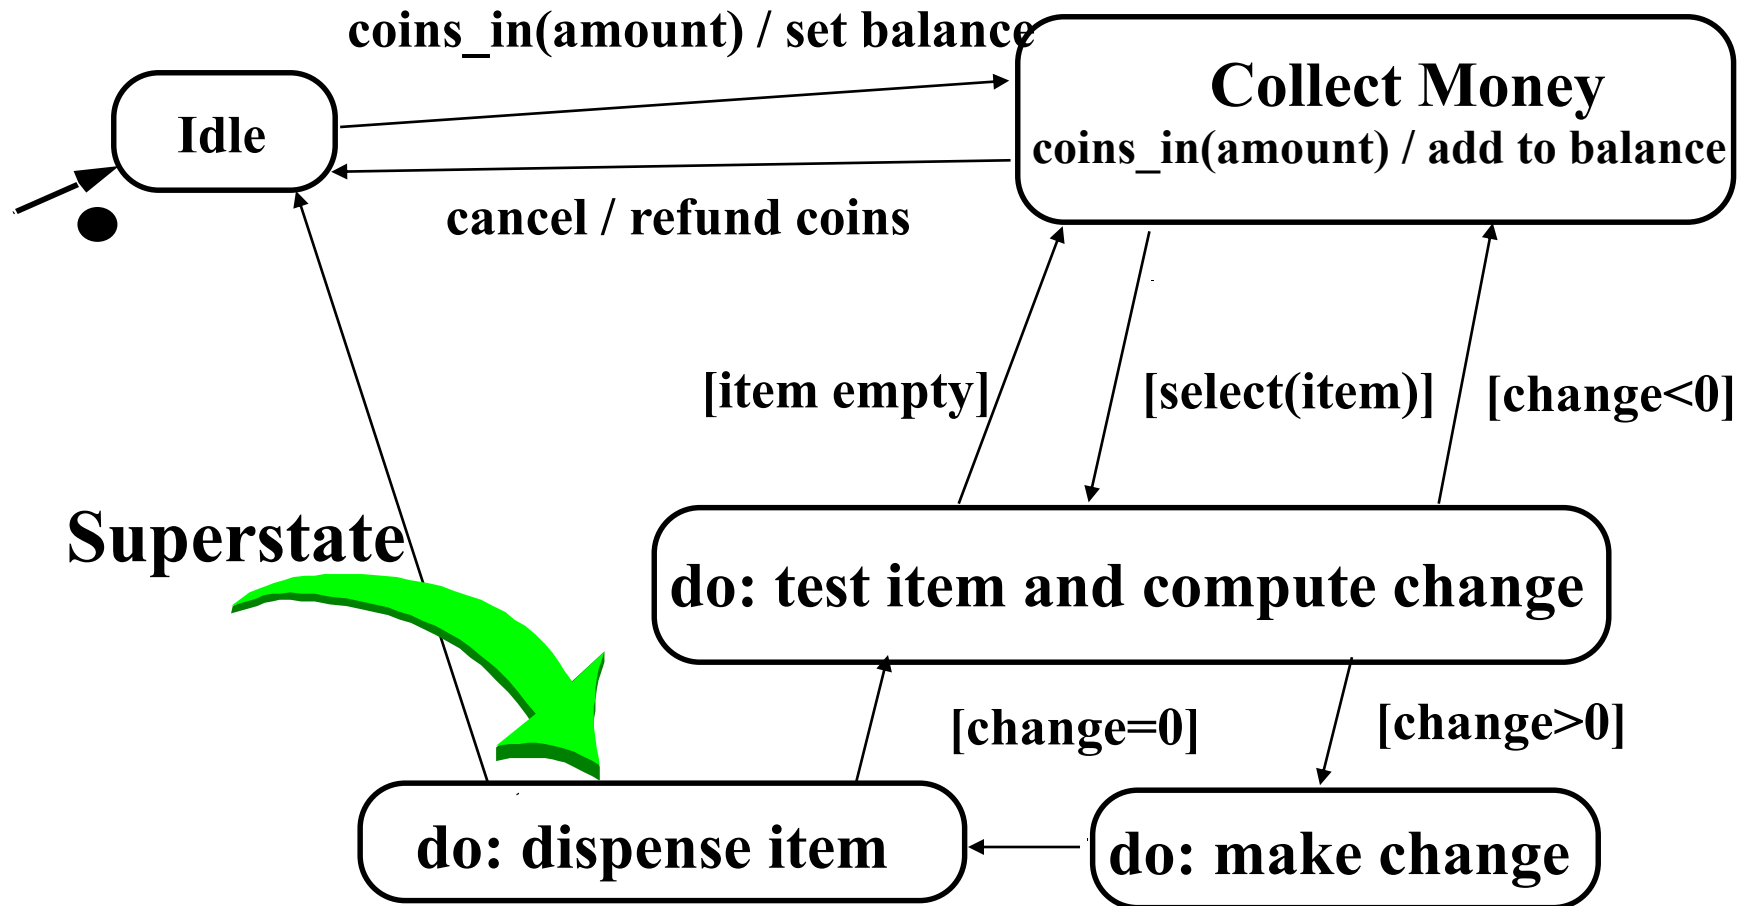 coins_in(amount) / set balance
Idle
Collect Money
coins_in(amount) / add to balance
cancel / refund coins
[item empty]
[select(item)]
[change<0]
Superstate
do: test item and compute change
[change=0]
[change>0]
do: dispense item
do: make change